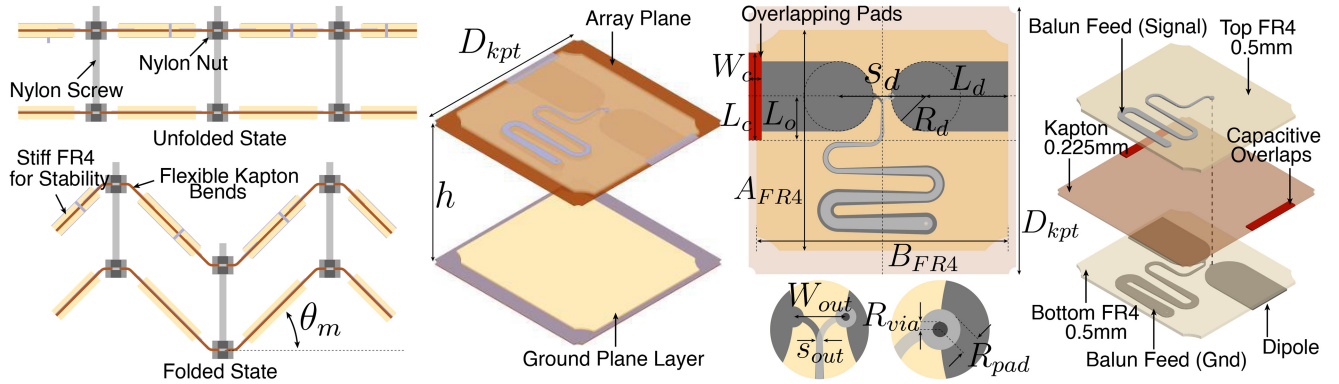 Nylon Nut
Nylon Screw
Unfolded State
Stiff FR4
for Stability
Flexible Kapton
Bends
θ_m
Folded State
D_kpt
Array Plane
h
Ground Plane Layer
Overlapping Pads
W_c
s_d
L_d
L_c
L_o
R_d
A_FR4
B_FR4
D_kpt
W_out
s_out
R_via
R_pad
Balun Feed (Signal)
Top FR4
0.5mm
Kapton
0.225mm
Capacitive
Overlaps
Bottom FR4
0.5mm
Balun Feed (Gnd)
Dipole